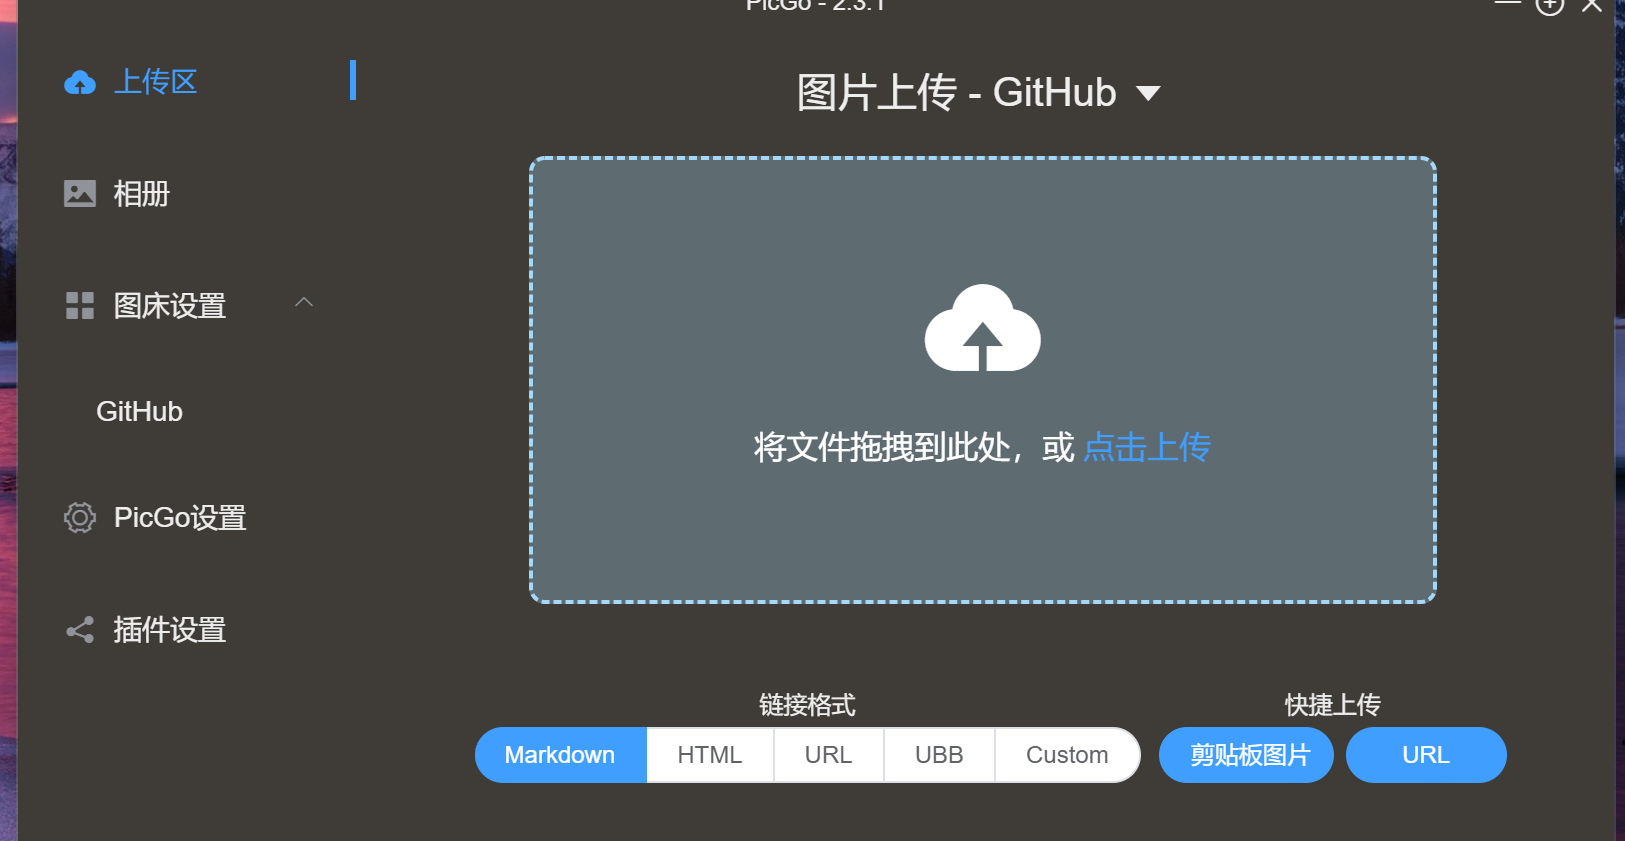 PicGo - 2.3.1
上传区
相册
图床设置
GitHub
PicGo设置
插件设置
图片上传 - GitHub
将文件拖拽到此处，或 点击上传
链接格式
Markdown
HTML
URL
UBB
Custom
快捷上传
剪贴板图片
URL